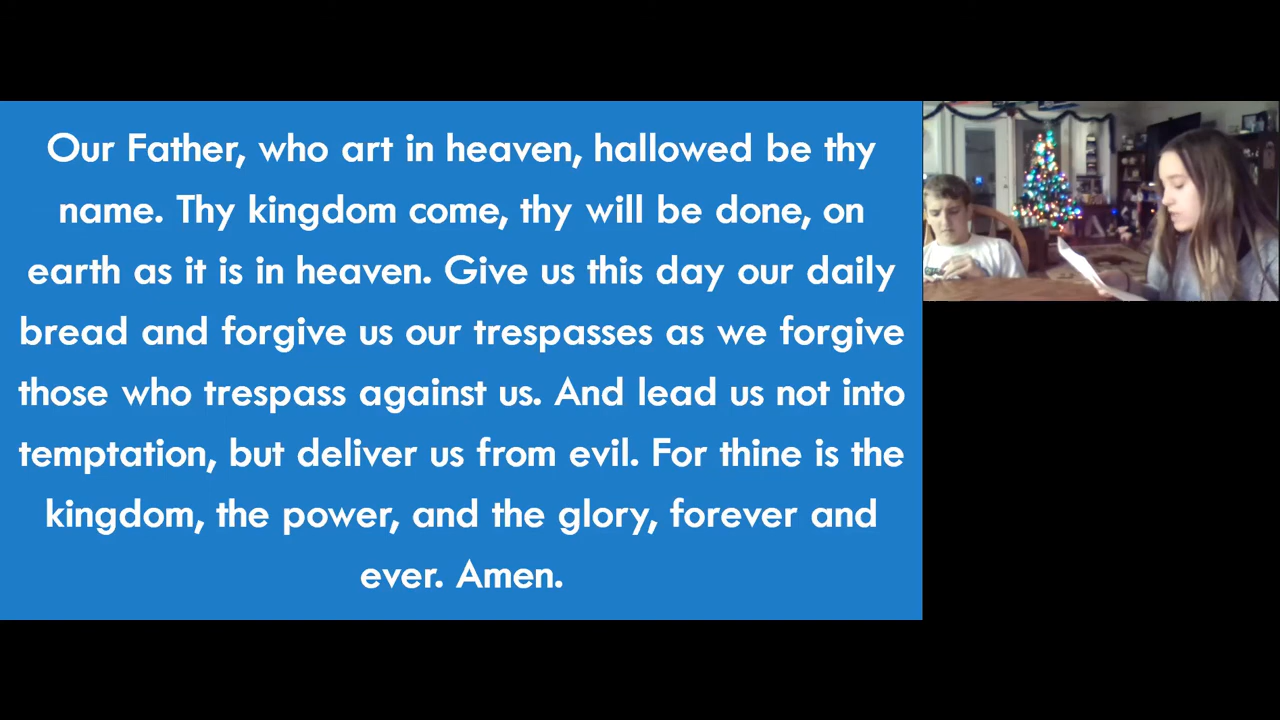 Our Father, who art in heaven, hallowed be thy
name. Thy kingdom come, thy will be done, on
earth as it is in heaven. Give us this day our daily
bread and forgive us our trespasses as we forgive
those who trespass against us. And lead us not into
temptation, but deliver us from evil. For thine is the
kingdom, the power, and the glory, forever and
ever. Amen.